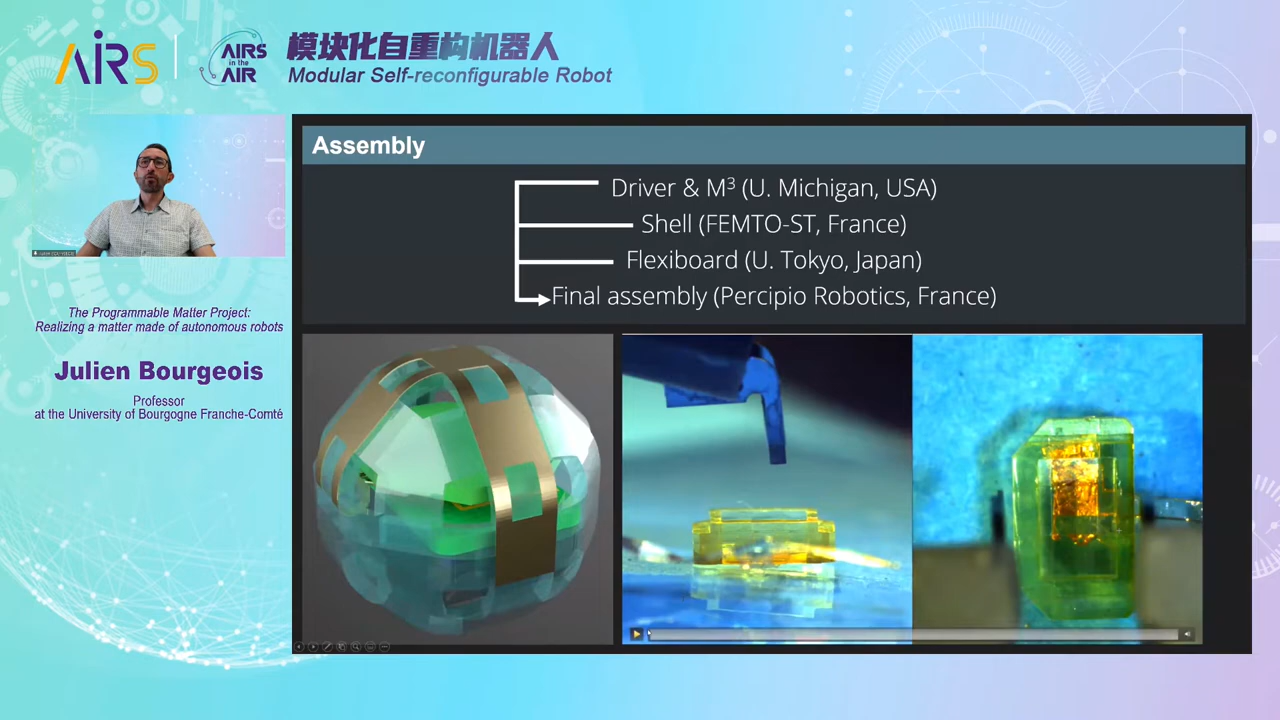 AIRS
AIRS
in the
AIR
模块化自重构机器人
Modular Self-reconfigurable Robot
Assembly
Driver & M³ (U. Michigan, USA)
Shell (FEMTO-ST, France)
Flexiboard (U. Tokyo, Japan)
Final assembly (Percipio Robotics, France)
The Programmable Matter Project:
Realizing a matter made of autonomous robots
Julien Bourgeois
Professor
at the University of Bourgogne Franche-Comté